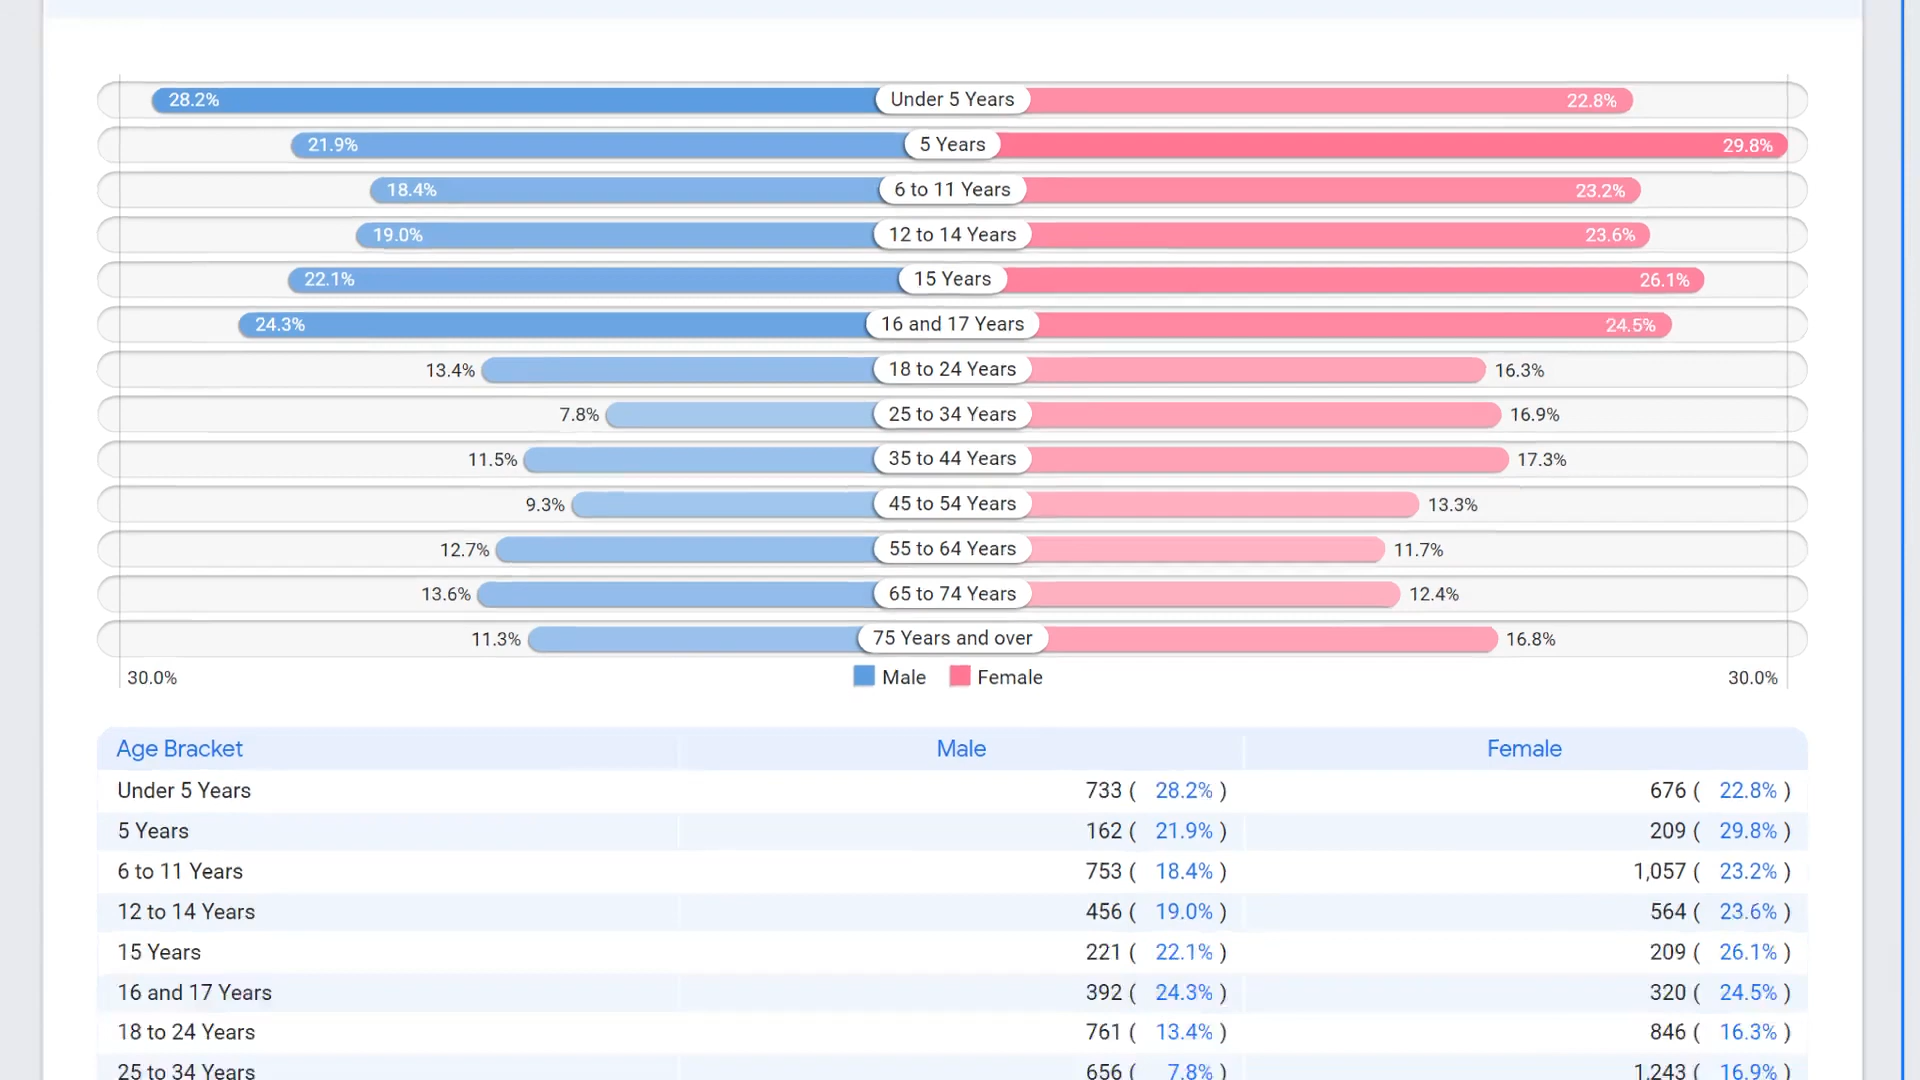 28.2% Under 5 Years 22.8%
21.9% 5 Years 29.8%
18.4% 6 to 11 Years 23.2%
19.0% 12 to 14 Years 23.6%
22.1% 15 Years 26.1%
24.3% 16 and 17 Years 24.5%
13.4% 18 to 24 Years 16.3%
7.8% 25 to 34 Years 16.9%
11.5% 35 to 44 Years 17.3%
9.3% 45 to 54 Years 13.3%
12.7% 55 to 64 Years 11.7%
13.6% 65 to 74 Years 12.4%
11.3% 75 Years and over 16.8%
30.0% Male Female 30.0%
Age Bracket Male Female
Under 5 Years 733 ( 28.2% ) 676 ( 22.8% )
5 Years 162 ( 21.9% ) 209 ( 29.8% )
6 to 11 Years 753 ( 18.4% ) 1,057 ( 23.2% )
12 to 14 Years 456 ( 19.0% ) 564 ( 23.6% )
15 Years 221 ( 22.1% ) 209 ( 26.1% )
16 and 17 Years 392 ( 24.3% ) 320 ( 24.5% )
18 to 24 Years 761 ( 13.4% ) 846 ( 16.3% )
25 to 34 Years 656 ( 7.8% ) 1,243 ( 16.9% )